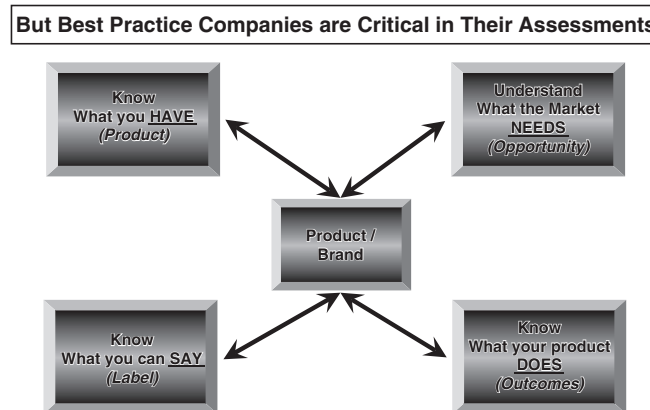 But Best Practice Companies are Critical in Their Assessments
Know
What you HAVE
(Product)
Understand
What the Market
NEEDS
(Opportunity)
Product /
Brand
Know
What you can SAY
(Label)
Know
What your product
DOES
(Outcomes)